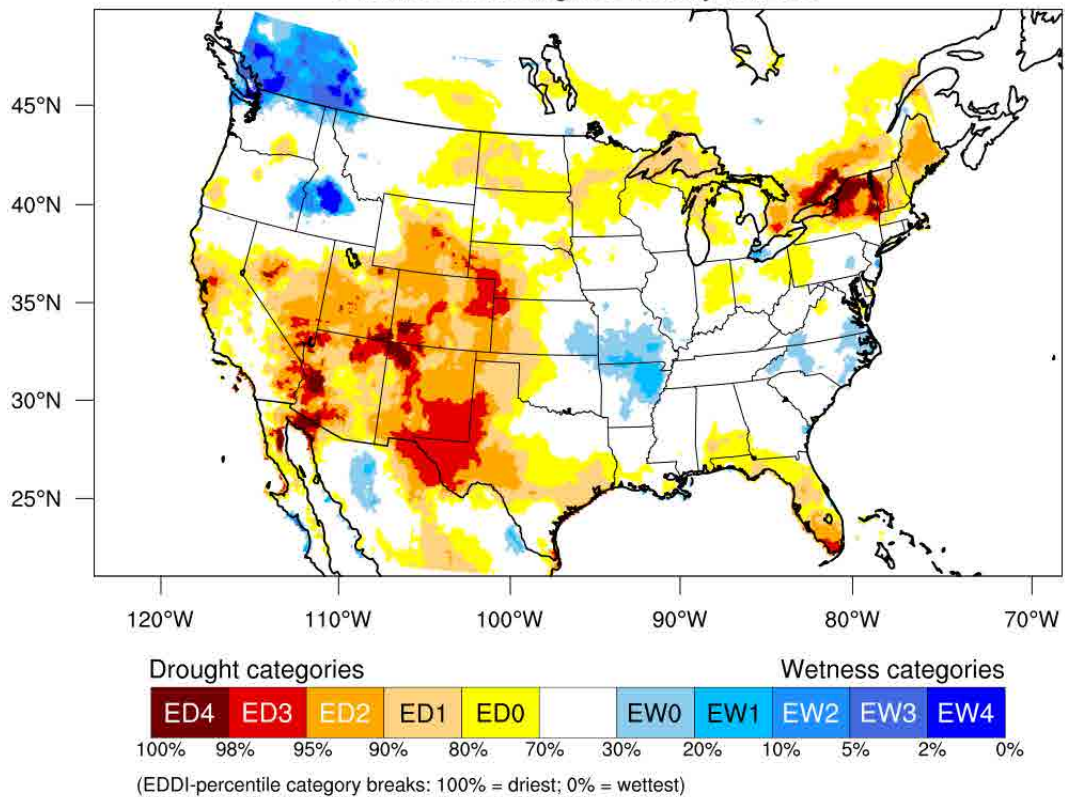 45°N
40°N
35°N
30°N
25°N
120°W 110°W 100°W 90°W 80°W 70°W
Drought categories Wetness categories
ED4 ED3 ED2 ED1 ED0 EW0 EW1 EW2 EW3 EW4
100% 98% 95% 90% 80% 70% 30% 20% 10% 5% 2% 0%
(EDDI-percentile category breaks: 100% = driest; 0% = wettest)